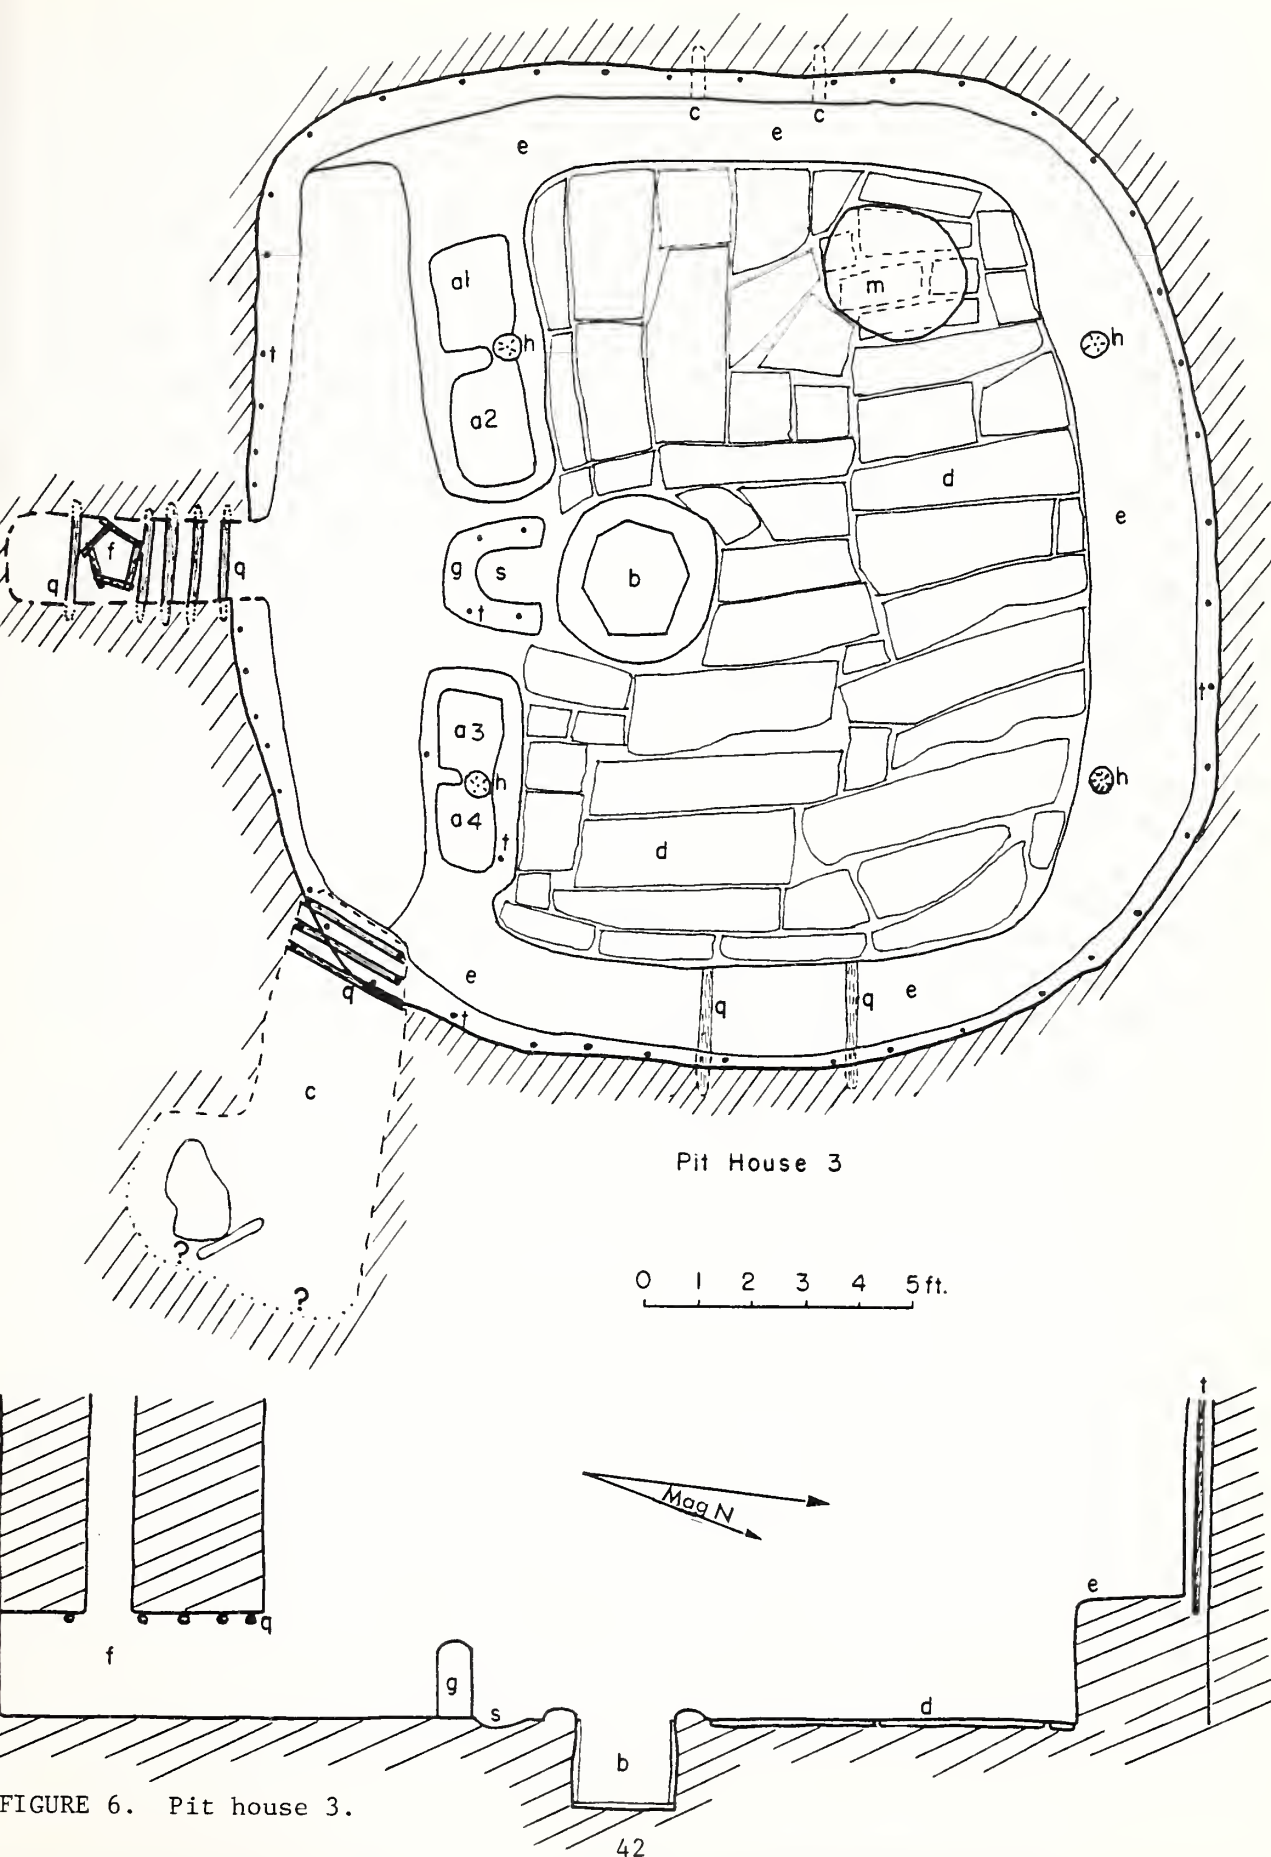 c c
e e
a1
m
h h
t
a2
d
e
f
q q
g s b
t
t
a3
h h
a4
t
d
e
q q e
q
t
c
Pit House 3
?
?
0 1 2 3 4 5 ft.
t
Mag N
e
q
f
g
s d
b
FIGURE 6. Pit house 3.
42